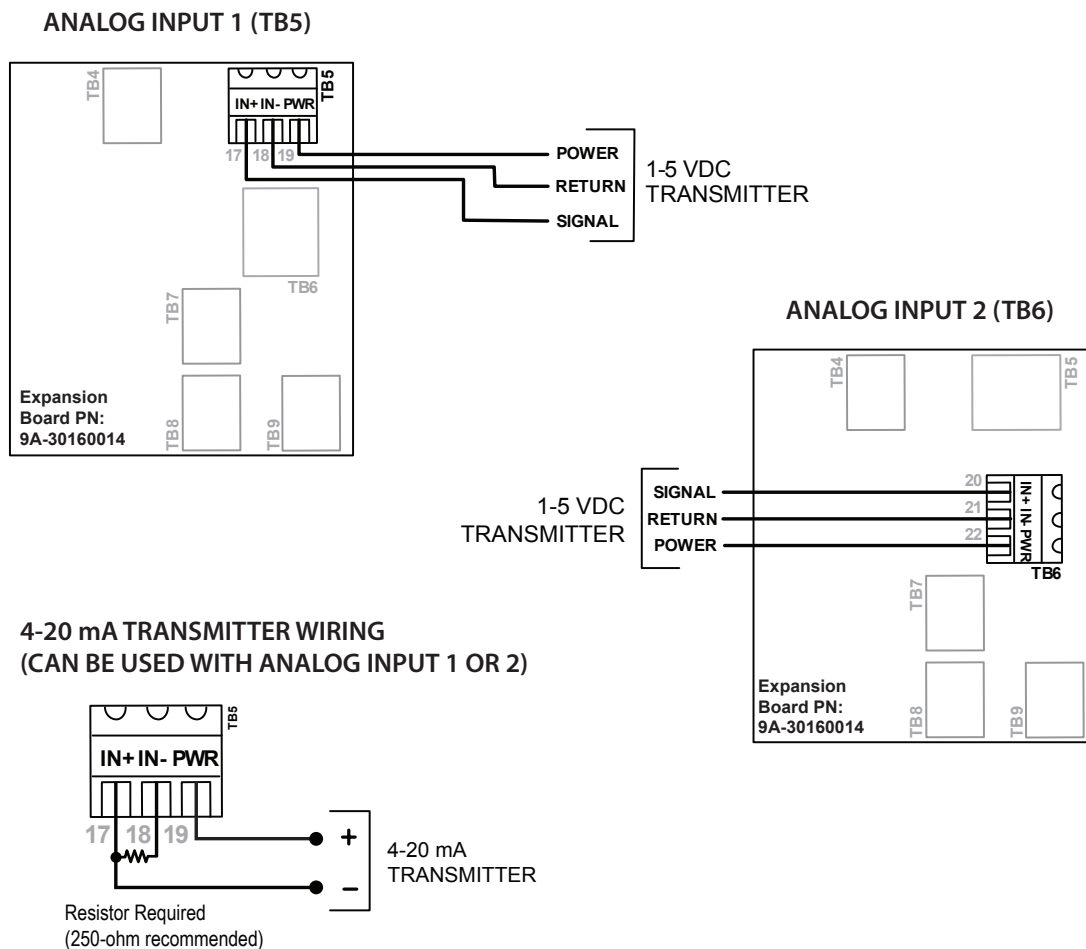 ANALOG INPUT 1 (TB5)
TB4
TB5
IN+ IN- PWR
17 18 19
POWER
RETURN
SIGNAL
1-5 VDC
TRANSMITTER
TB6
TB7
TB8
TB9
Expansion
Board PN:
9A-30160014
ANALOG INPUT 2 (TB6)
TB4
TB5
1-5 VDC
TRANSMITTER
SIGNAL
RETURN
POWER
20
21
22
IN+ IN- PWR
TB6
TB7
TB8
TB9
Expansion
Board PN:
9A-30160014
4-20 mA TRANSMITTER WIRING
(CAN BE USED WITH ANALOG INPUT 1 OR 2)
TB5
IN+ IN- PWR
17 18 19
+
–
4-20 mA
TRANSMITTER
Resistor Required
(250-ohm recommended)